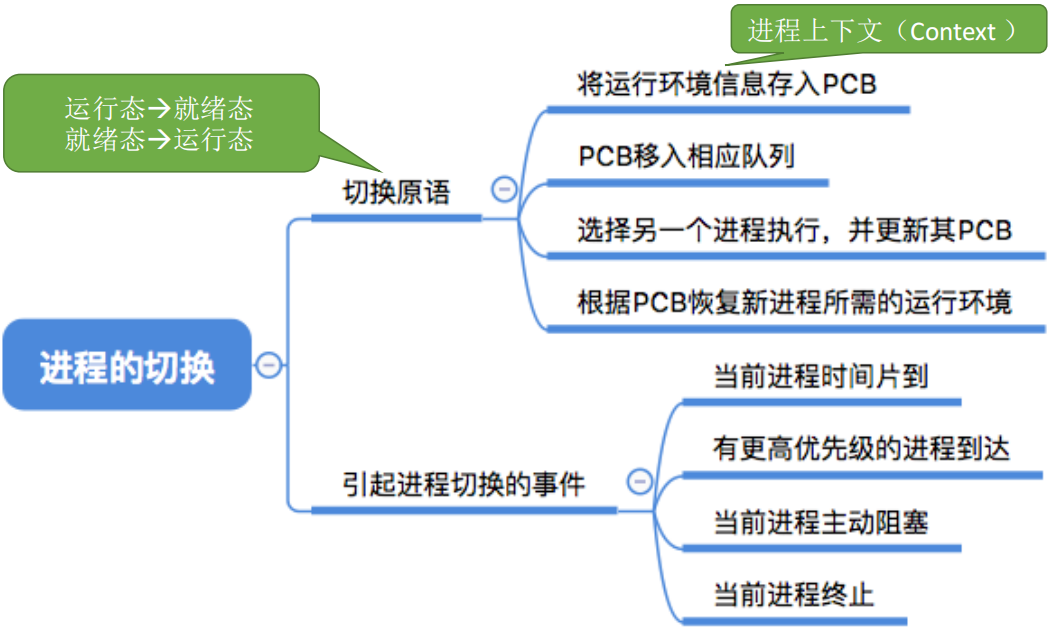 进程上下文（Context ）
运行态→就绪态
就绪态→运行态
将运行环境信息存入PCB
PCB移入相应队列
切换原语
选择另一个进程执行，并更新其PCB
根据PCB恢复新进程所需的运行环境
进程的切换
当前进程时间片到
有更高优先级的进程到达
引起进程切换的事件
当前进程主动阻塞
当前进程终止